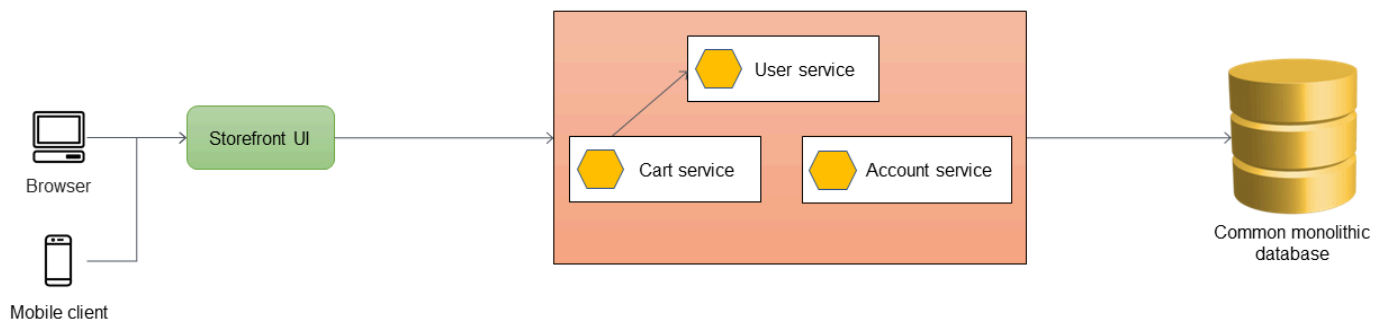 User service
Storefront UI
Cart service
Account service
Browser
Common monolithic
database
Mobile client